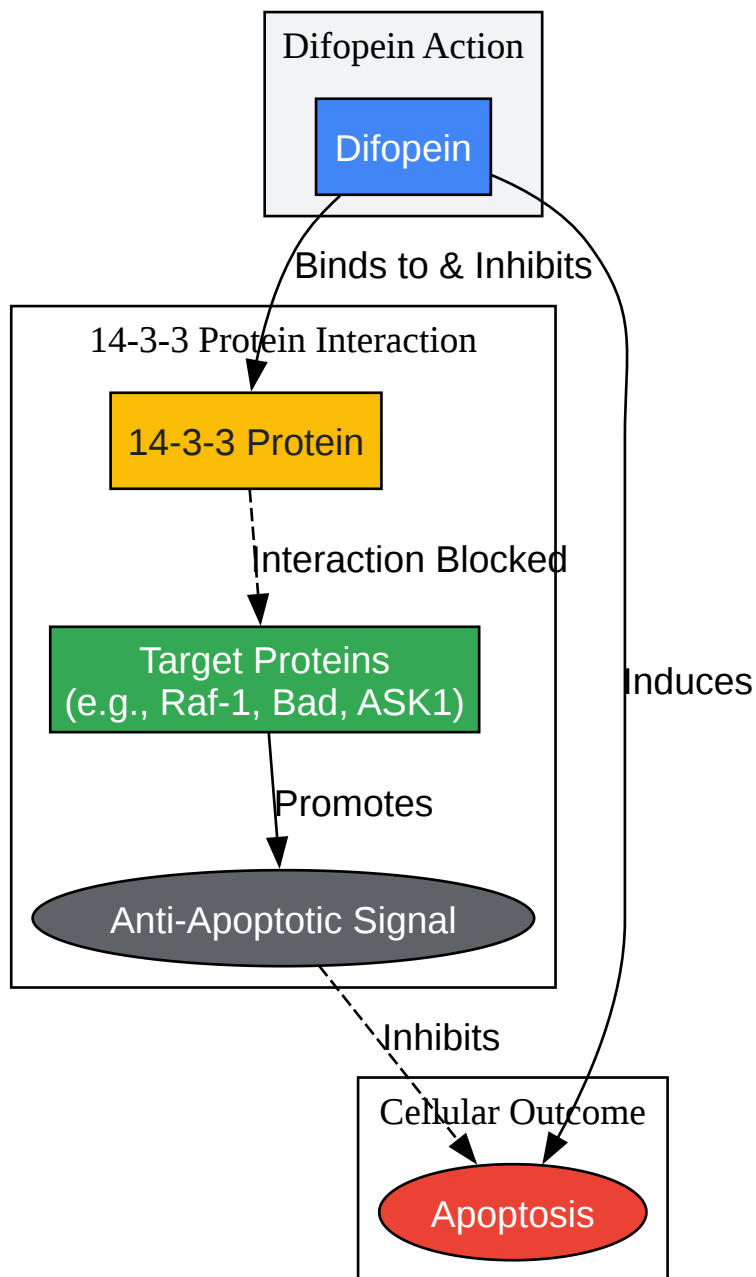 Difopein Action
Difopein
Binds to & Inhibits
14-3-3 Protein Interaction
14-3-3 Protein
Interaction Blocked
Target Proteins
(e.g., Raf-1, Bad, ASK1)
Induces
Promotes
Anti-Apoptotic Signal
Inhibits
Cellular Outcome
Apoptosis